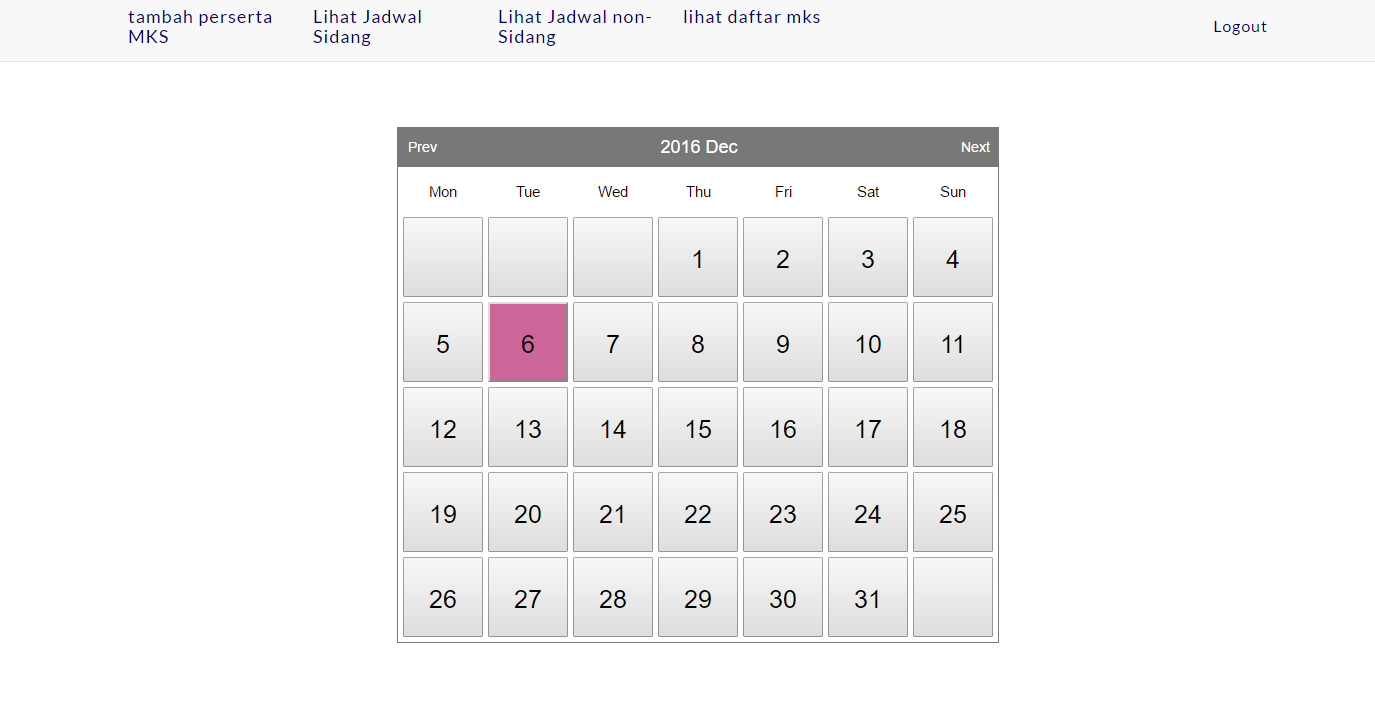 tambah perserta MKS
Lihat Jadwal Sidang
Lihat Jadwal non-Sidang
lihat daftar mks
Logout
Prev 2016 Dec Next
Mon Tue Wed Thu Fri Sat Sun
1 2 3 4
5 6 7 8 9 10 11
12 13 14 15 16 17 18
19 20 21 22 23 24 25
26 27 28 29 30 31